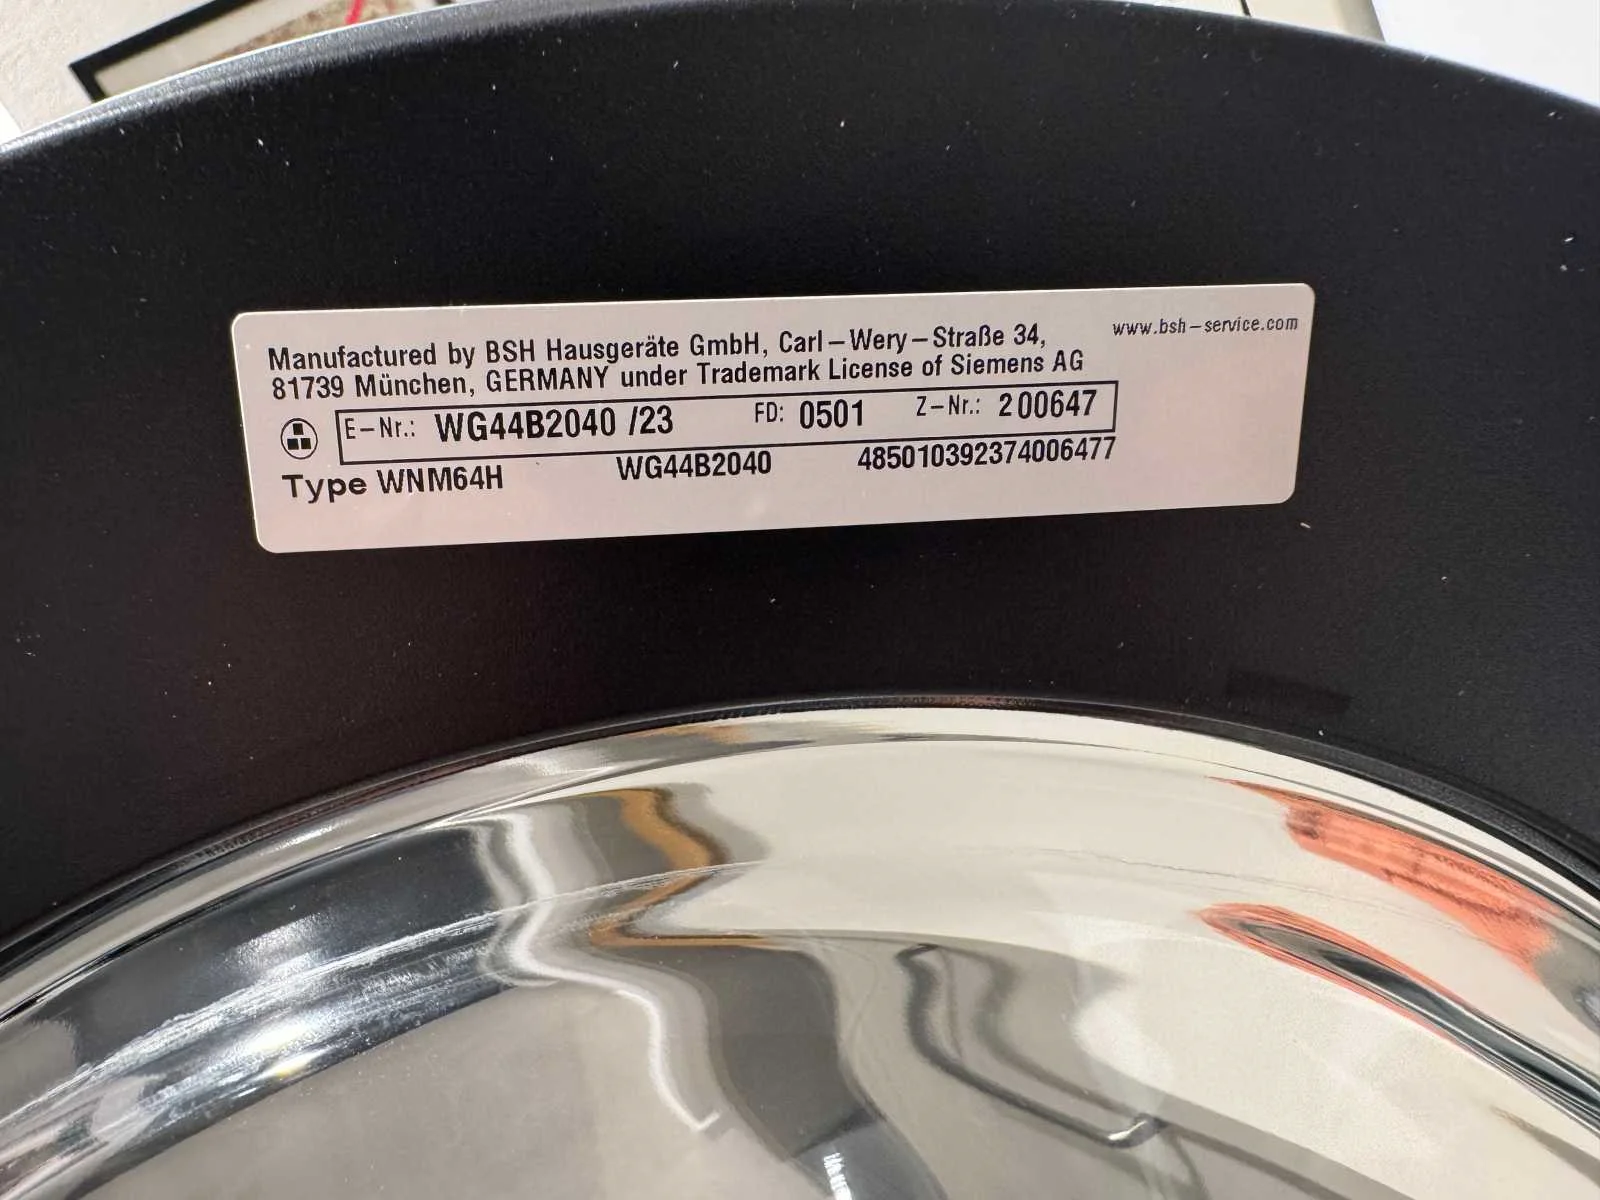 Manufactured by BSH Hausgeräte GmbH, Carl-Wery-Straße 34,
www.bsh-service.com
81739 München, GERMANY under Trademark License of Siemens AG
E-Nr.: WG44B2040 /23 FD: 0501 Z-Nr.: 200647
Type WNM64H WG44B2040 485010392374006477